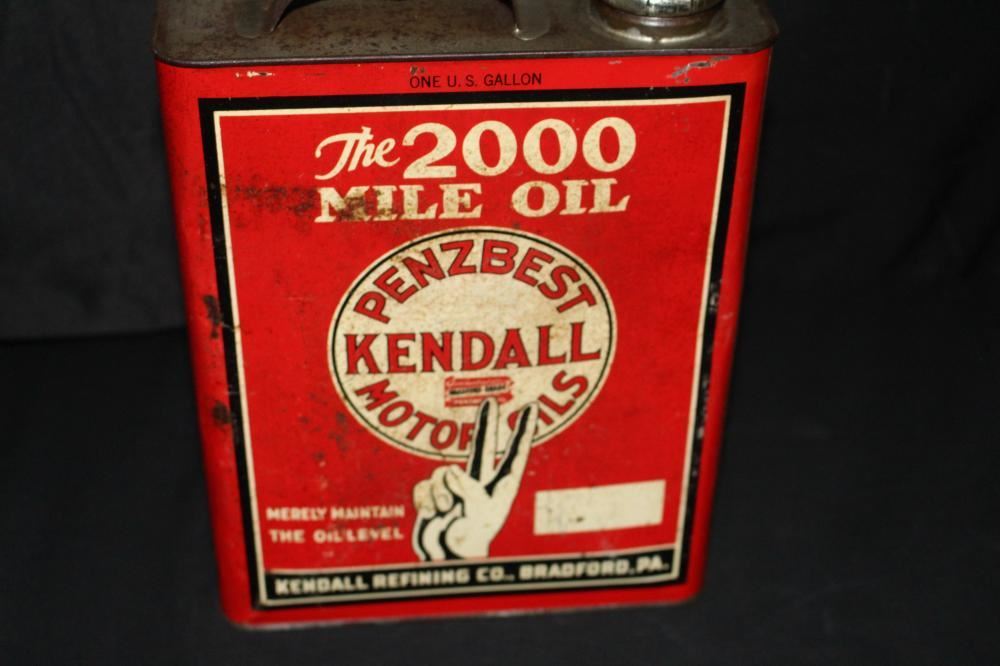 ONE U.S. GALLON
The 2000
MILE OIL
PENZBEST
KENDALL
MOTOR OILS
MERELY MAINTAIN
THE OIL LEVEL
KENDALL REFINING CO., BRADFORD, PA.